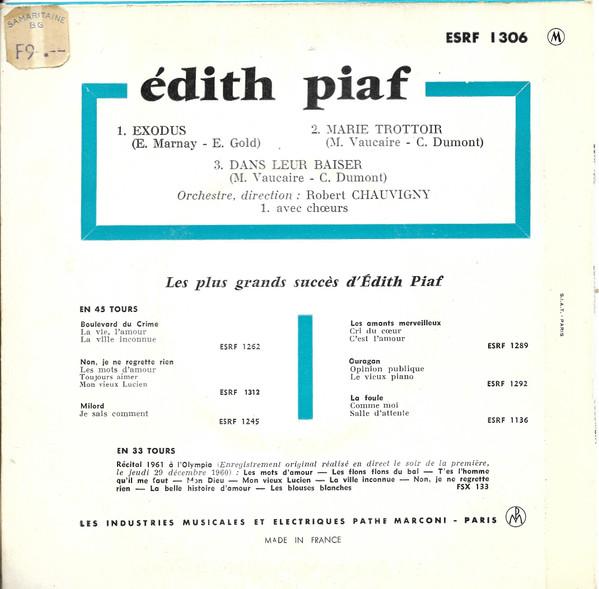 SAMARITAINE
BG
F9.--
ESRF 1306 M
édith piaf
1. EXODUS
(E. Marnay - E. Gold)
2. MARIE TROTTOIR
(M. Vaucaire - C. Dumont)
3. DANS LEUR BAISER
(M. Vaucaire - C. Dumont)
Orchestre, direction : Robert CHAUVIGNY
1. avec chœurs
Les plus grands succès d'Édith Piaf
EN 45 TOURS
Boulevard du Crime
La vie, l'amour
La ville inconnue
ESRF 1262
Non, je ne regrette rien
Les mots d'amour
Toujours aimer
Mon vieux Lucien
ESRF 1312
Milord
Je sais comment
ESRF 1245
Les amants merveilleux
Cri du cœur
C'est l'amour
ESRF 1289
Ouragan
Opinion publique
Le vieux piano
ESRF 1292
La foule
Comme moi
Salle d'attente
ESRF 1136
EN 33 TOURS
Récital 1961 à l'Olympia (Enregistrement original réalisé en direct le soir de la première,
le jeudi 29 décembre 1960) : Les mots d'amour — Les flons flons du bal — T'es l'homme
qu'il me faut — Mon Dieu — Mon vieux Lucien — La ville inconnue — Non, je ne regrette
rien — La belle histoire d'amour — Les blouses blanches FSX 133
LES INDUSTRIES MUSICALES ET ELECTRIQUES PATHE MARCONI - PARIS
MADE IN FRANCE
S.I.A.T. - PARIS